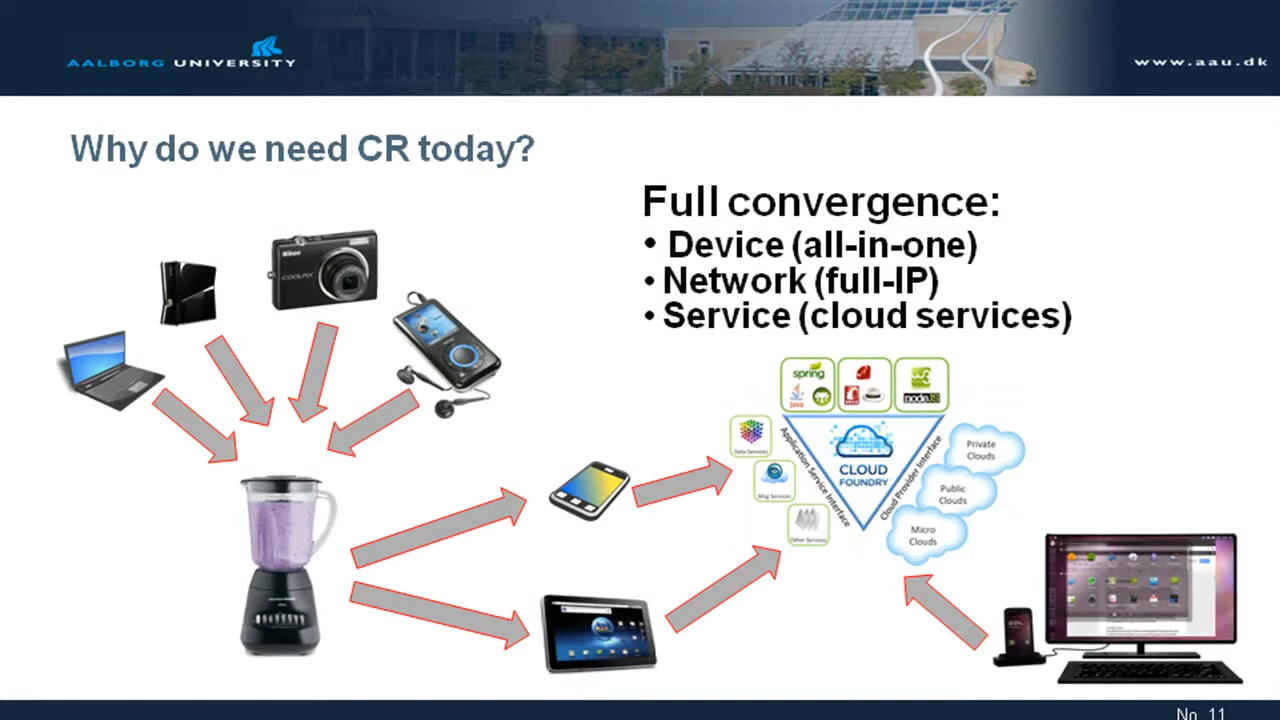 AALBORG UNIVERSITY
www.aau.dk
Why do we need CR today?
Full convergence:
• Device (all-in-one)
• Network (full-IP)
• Service (cloud services)
Nikon
COOLPIX
spring
Java
node JS
Data Services
Msg Services
Other Services
Application Service Interface
CLOUD
FOUNDRY
Cloud Provider Interface
Private
Clouds
Public
Clouds
Micro
Clouds
No. 11